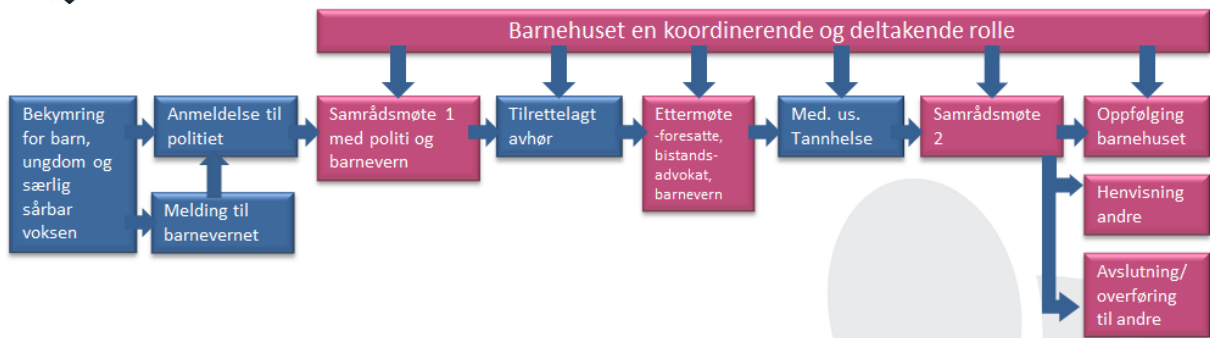 Barnehuset en koordinerende og deltakende rolle
Bekymring
for barn,
ungdom og
særlig
sårbar
voksen
Anmeldelse til
politiet
Melding til
barnevernet
Samrådsmøte 1
med politi og
barnevern
Tilrettelagt
avhør
Ettermøte
-foresatte,
bistands-
advokat,
barnevern
Med. us.
Tannhelse
Samrådsmøte
2
Oppfølging
barnehuset
Henvisning
andre
Avslutning/
overføring
til andre